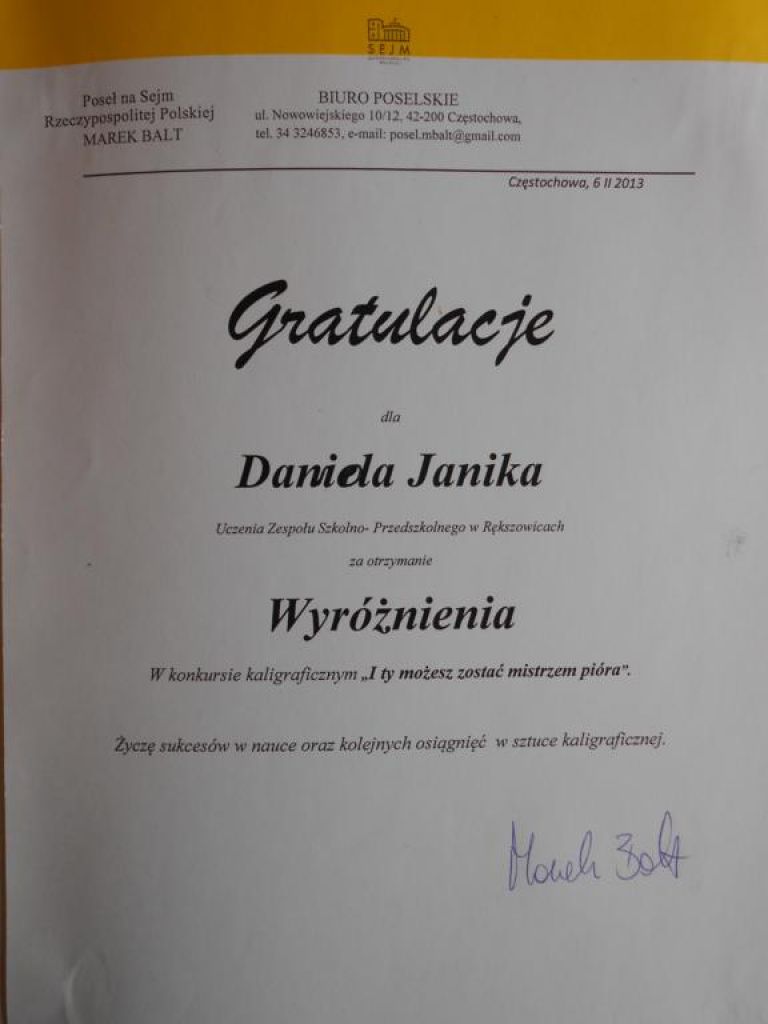 SEJM
Poseł na Sejm
Rzeczypospolitej Polskiej
MAREK BALT
BIURO POSELSKIE
ul. Nowowiejskiego 10/12, 42-200 Częstochowa,
tel. 34 3246853, e-mail: posel.mbalt@gmail.com
Częstochowa, 6 II 2013
Gratulacje
dla
Daniela Janika
Uczenia Zespołu Szkolno- Przedszkolnego w Rększowicach
za otrzymanie
Wyróżnienia
W konkursie kaligraficznym „I ty możesz zostać mistrzem pióra”.
Życzę sukcesów w nauce oraz kolejnych osiągnięć w sztuce kaligraficznej.
Marek Balt